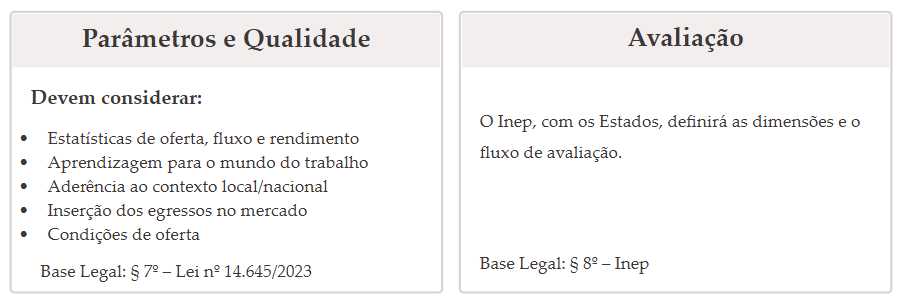 Parâmetros e Qualidade
Devem considerar:
• Estatísticas de oferta, fluxo e rendimento
• Aprendizagem para o mundo do trabalho
• Aderência ao contexto local/nacional
• Inserção dos egressos no mercado
• Condições de oferta
Base Legal: § 7º – Lei nº 14.645/2023
Avaliação
O Inep, com os Estados, definirá as dimensões e o
fluxo de avaliação.
Base Legal: § 8º – Inep